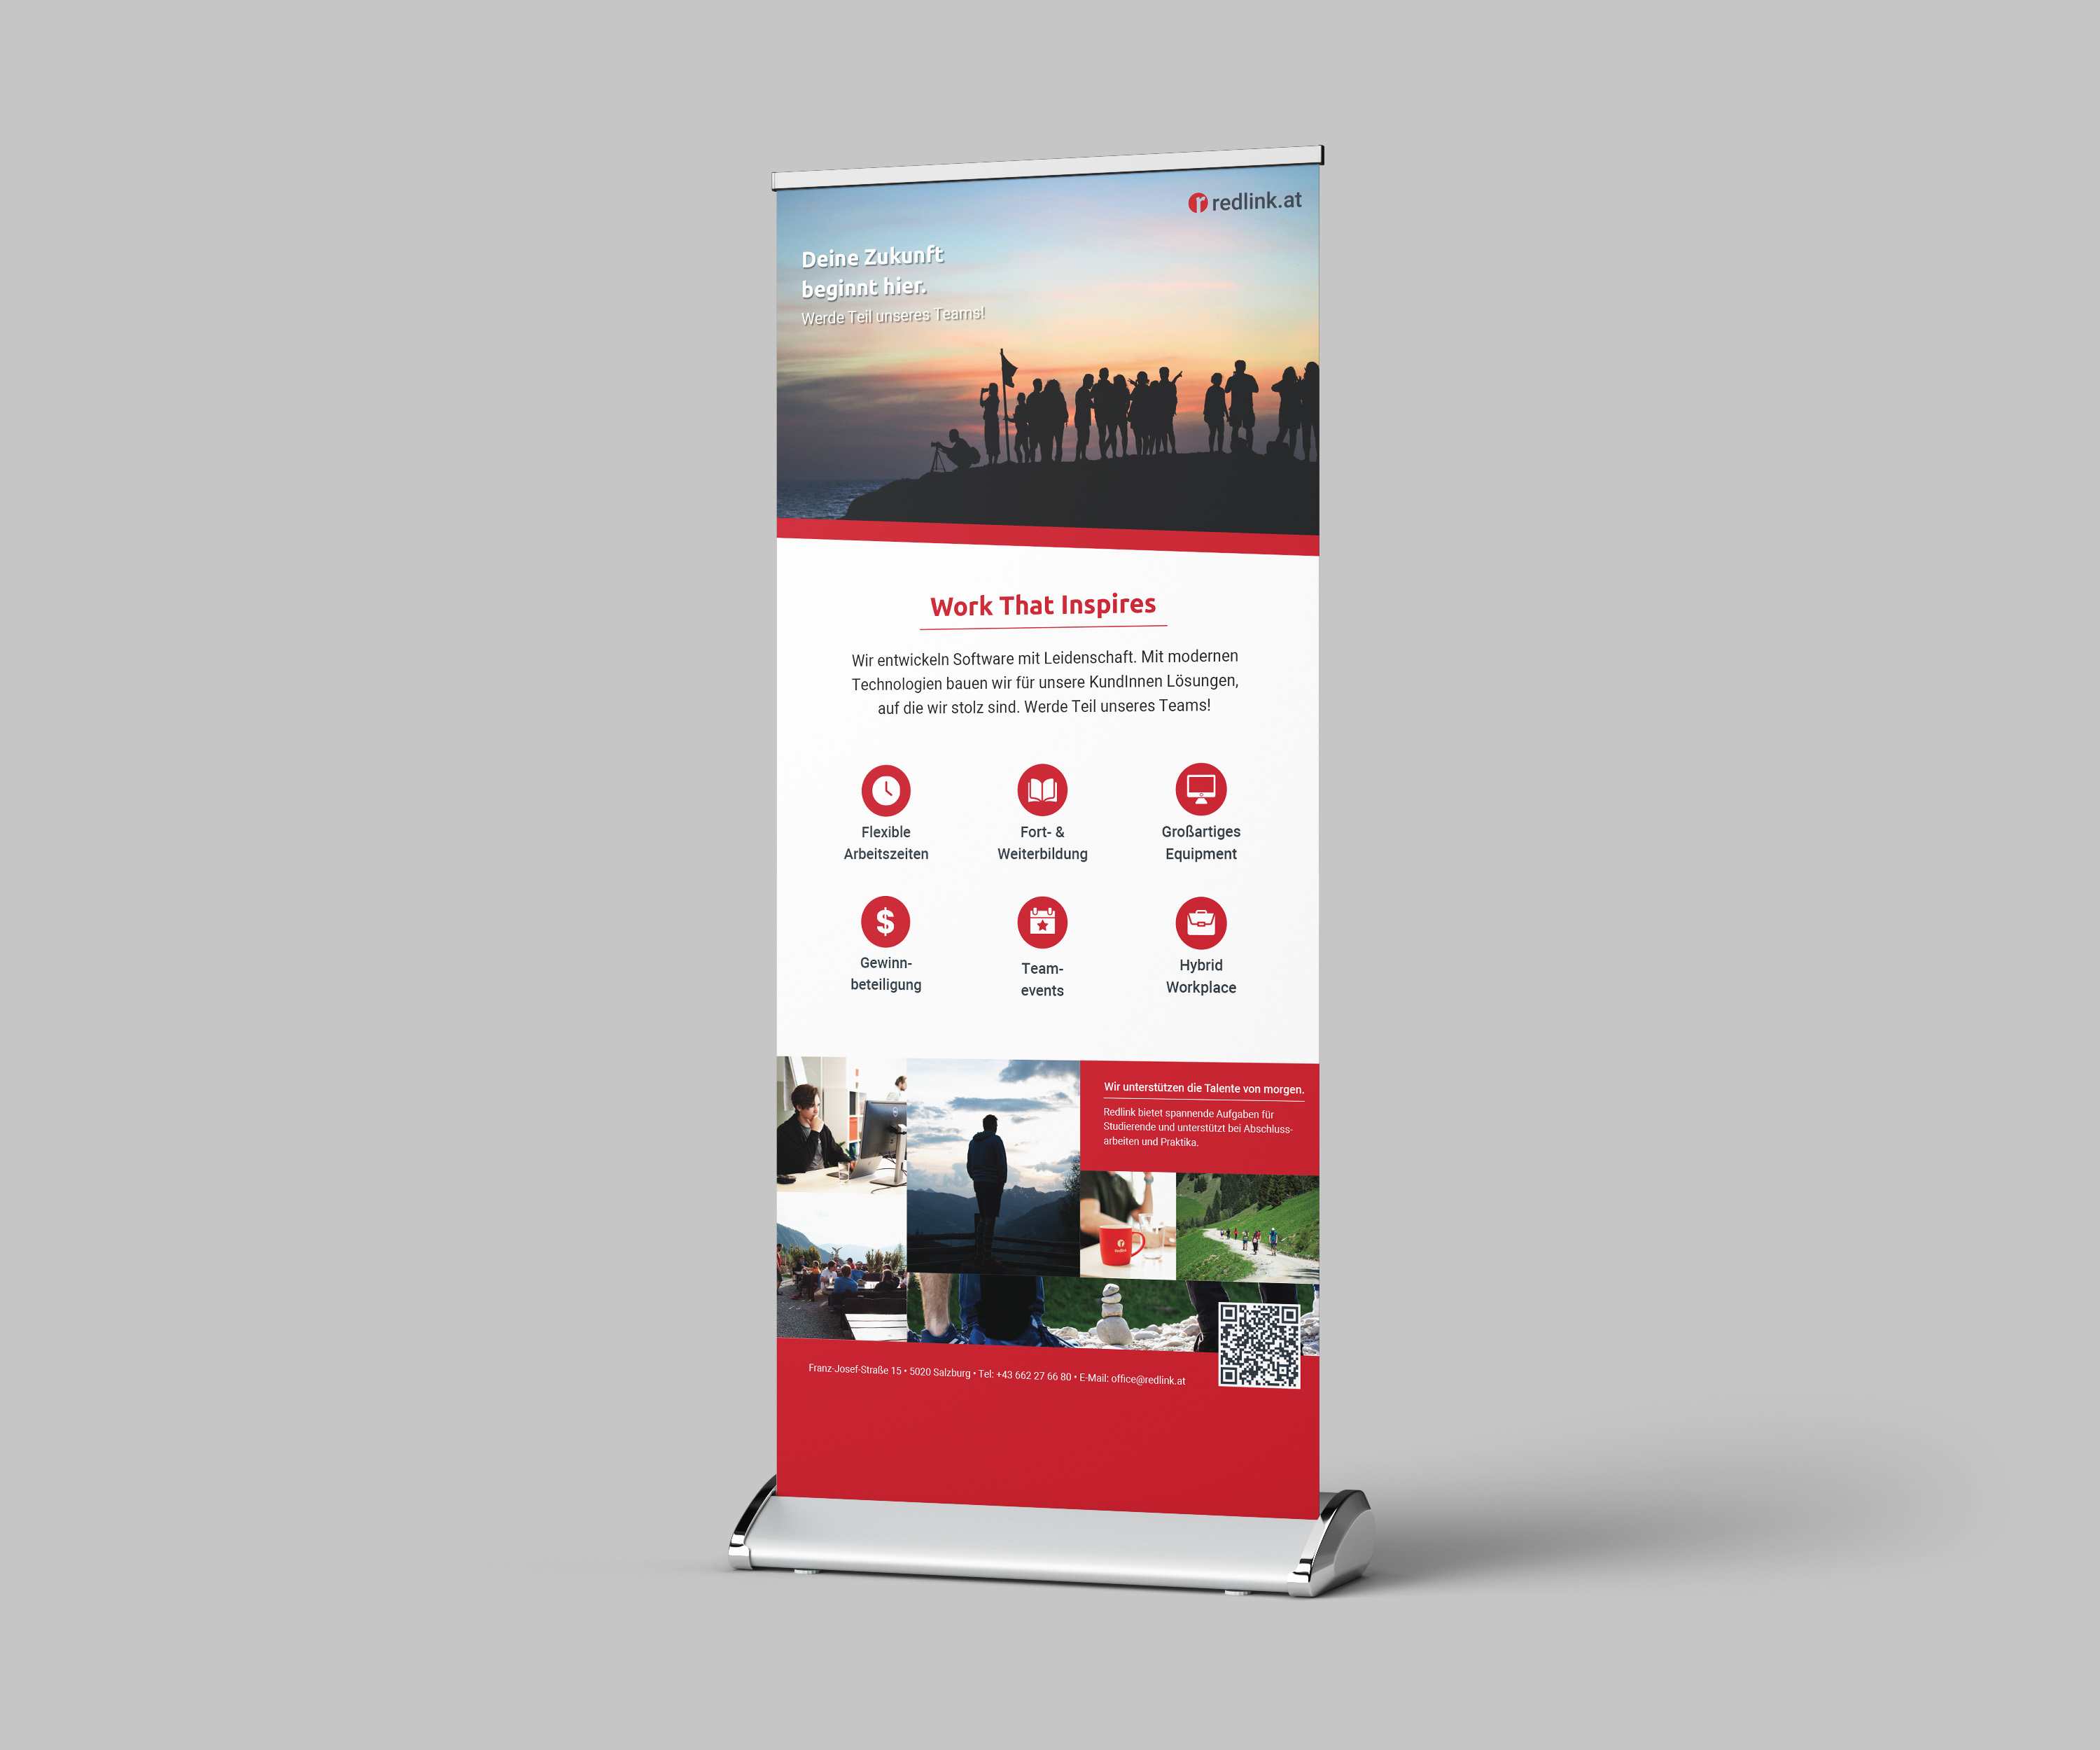 redlink.at
Deine Zukunft
beginnt hier.
Werde Teil unseres Teams!
Work That Inspires
Wir entwickeln Software mit Leidenschaft. Mit modernen
Technologien bauen wir für unsere KundInnen Lösungen,
auf die wir stolz sind. Werde Teil unseres Teams!
Flexible
Arbeitszeiten
Fort- &
Weiterbildung
Großartiges
Equipment
$
Gewinn-
beteiligung
Team-
events
Hybrid
Workplace
Wir unterstützen die Talente von morgen.
Redlink bietet spannende Aufgaben für
Studierende und unterstützt bei Abschluss-
arbeiten und Praktika.
redlink
Franz-Josef-Straße 15 • 5020 Salzburg • Tel: +43 662 27 66 80 • E-Mail: office@redlink.at